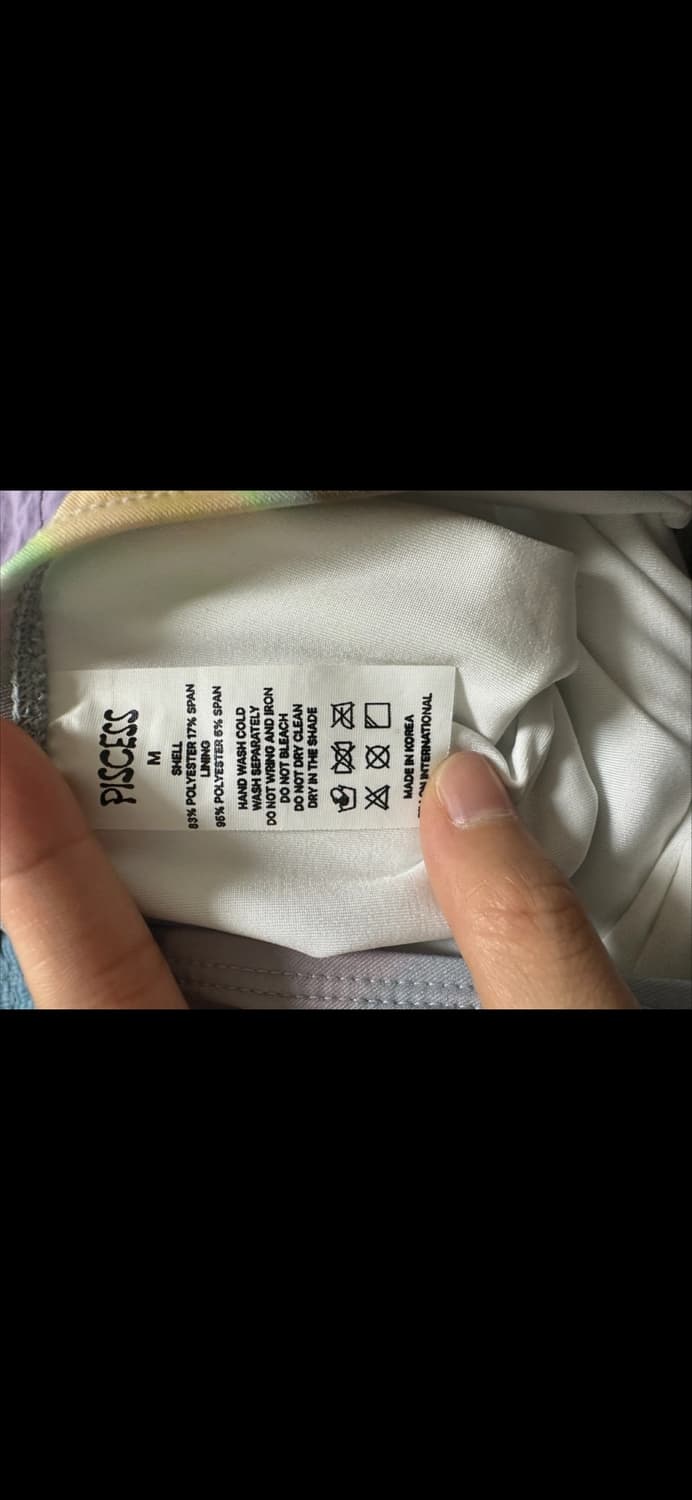 PISCESS
M
SHELL
83% POLYESTER 17% SPAN
LINING
95% POLYESTER 5% SPAN
HAND WASH COLD
WASH SEPARATELY
DO NOT WRING AND IRON
DO NOT BLEACH
DO NOT DRY CLEAN
DRY IN THE SHADE
MADE IN KOREA
INTERNATIONAL